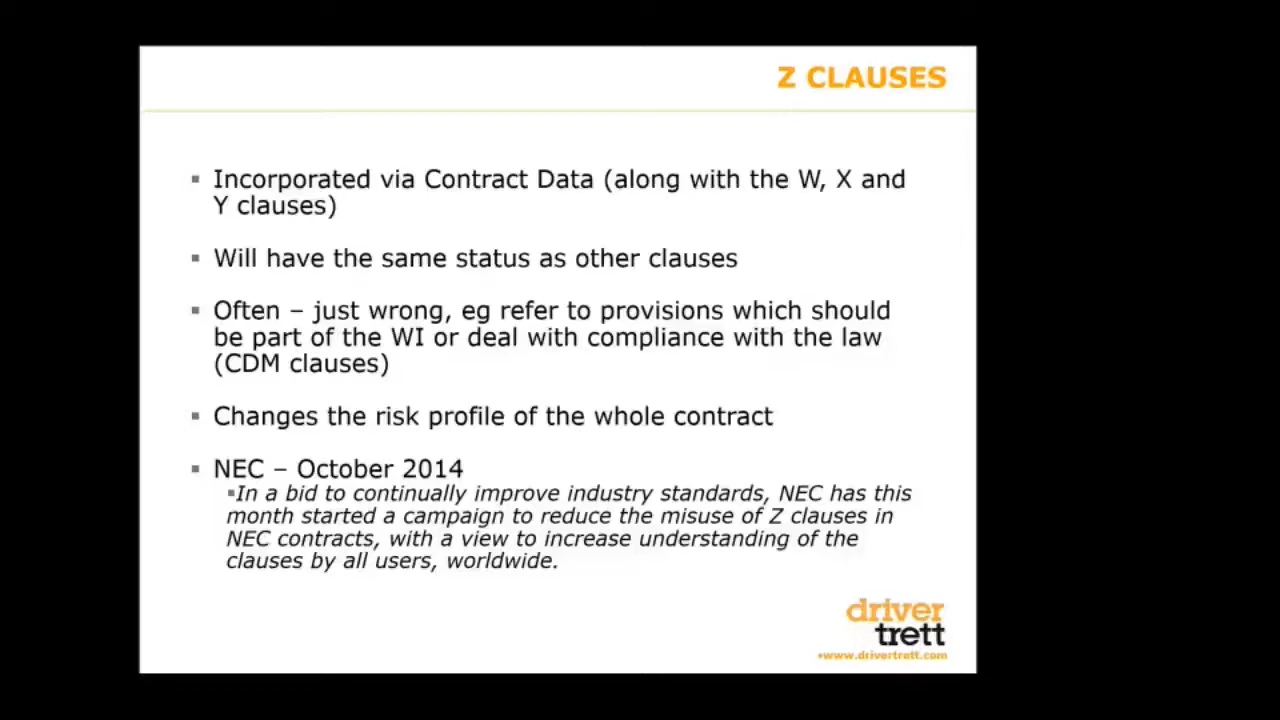 Z CLAUSES
▪ Incorporated via Contract Data (along with the W, X and
Y clauses)
▪ Will have the same status as other clauses
▪ Often – just wrong, eg refer to provisions which should
be part of the WI or deal with compliance with the law
(CDM clauses)
▪ Changes the risk profile of the whole contract
▪ NEC – October 2014
▪In a bid to continually improve industry standards, NEC has this
month started a campaign to reduce the misuse of Z clauses in
NEC contracts, with a view to increase understanding of the
clauses by all users, worldwide.
driver
trett
•www.drivertrett.com